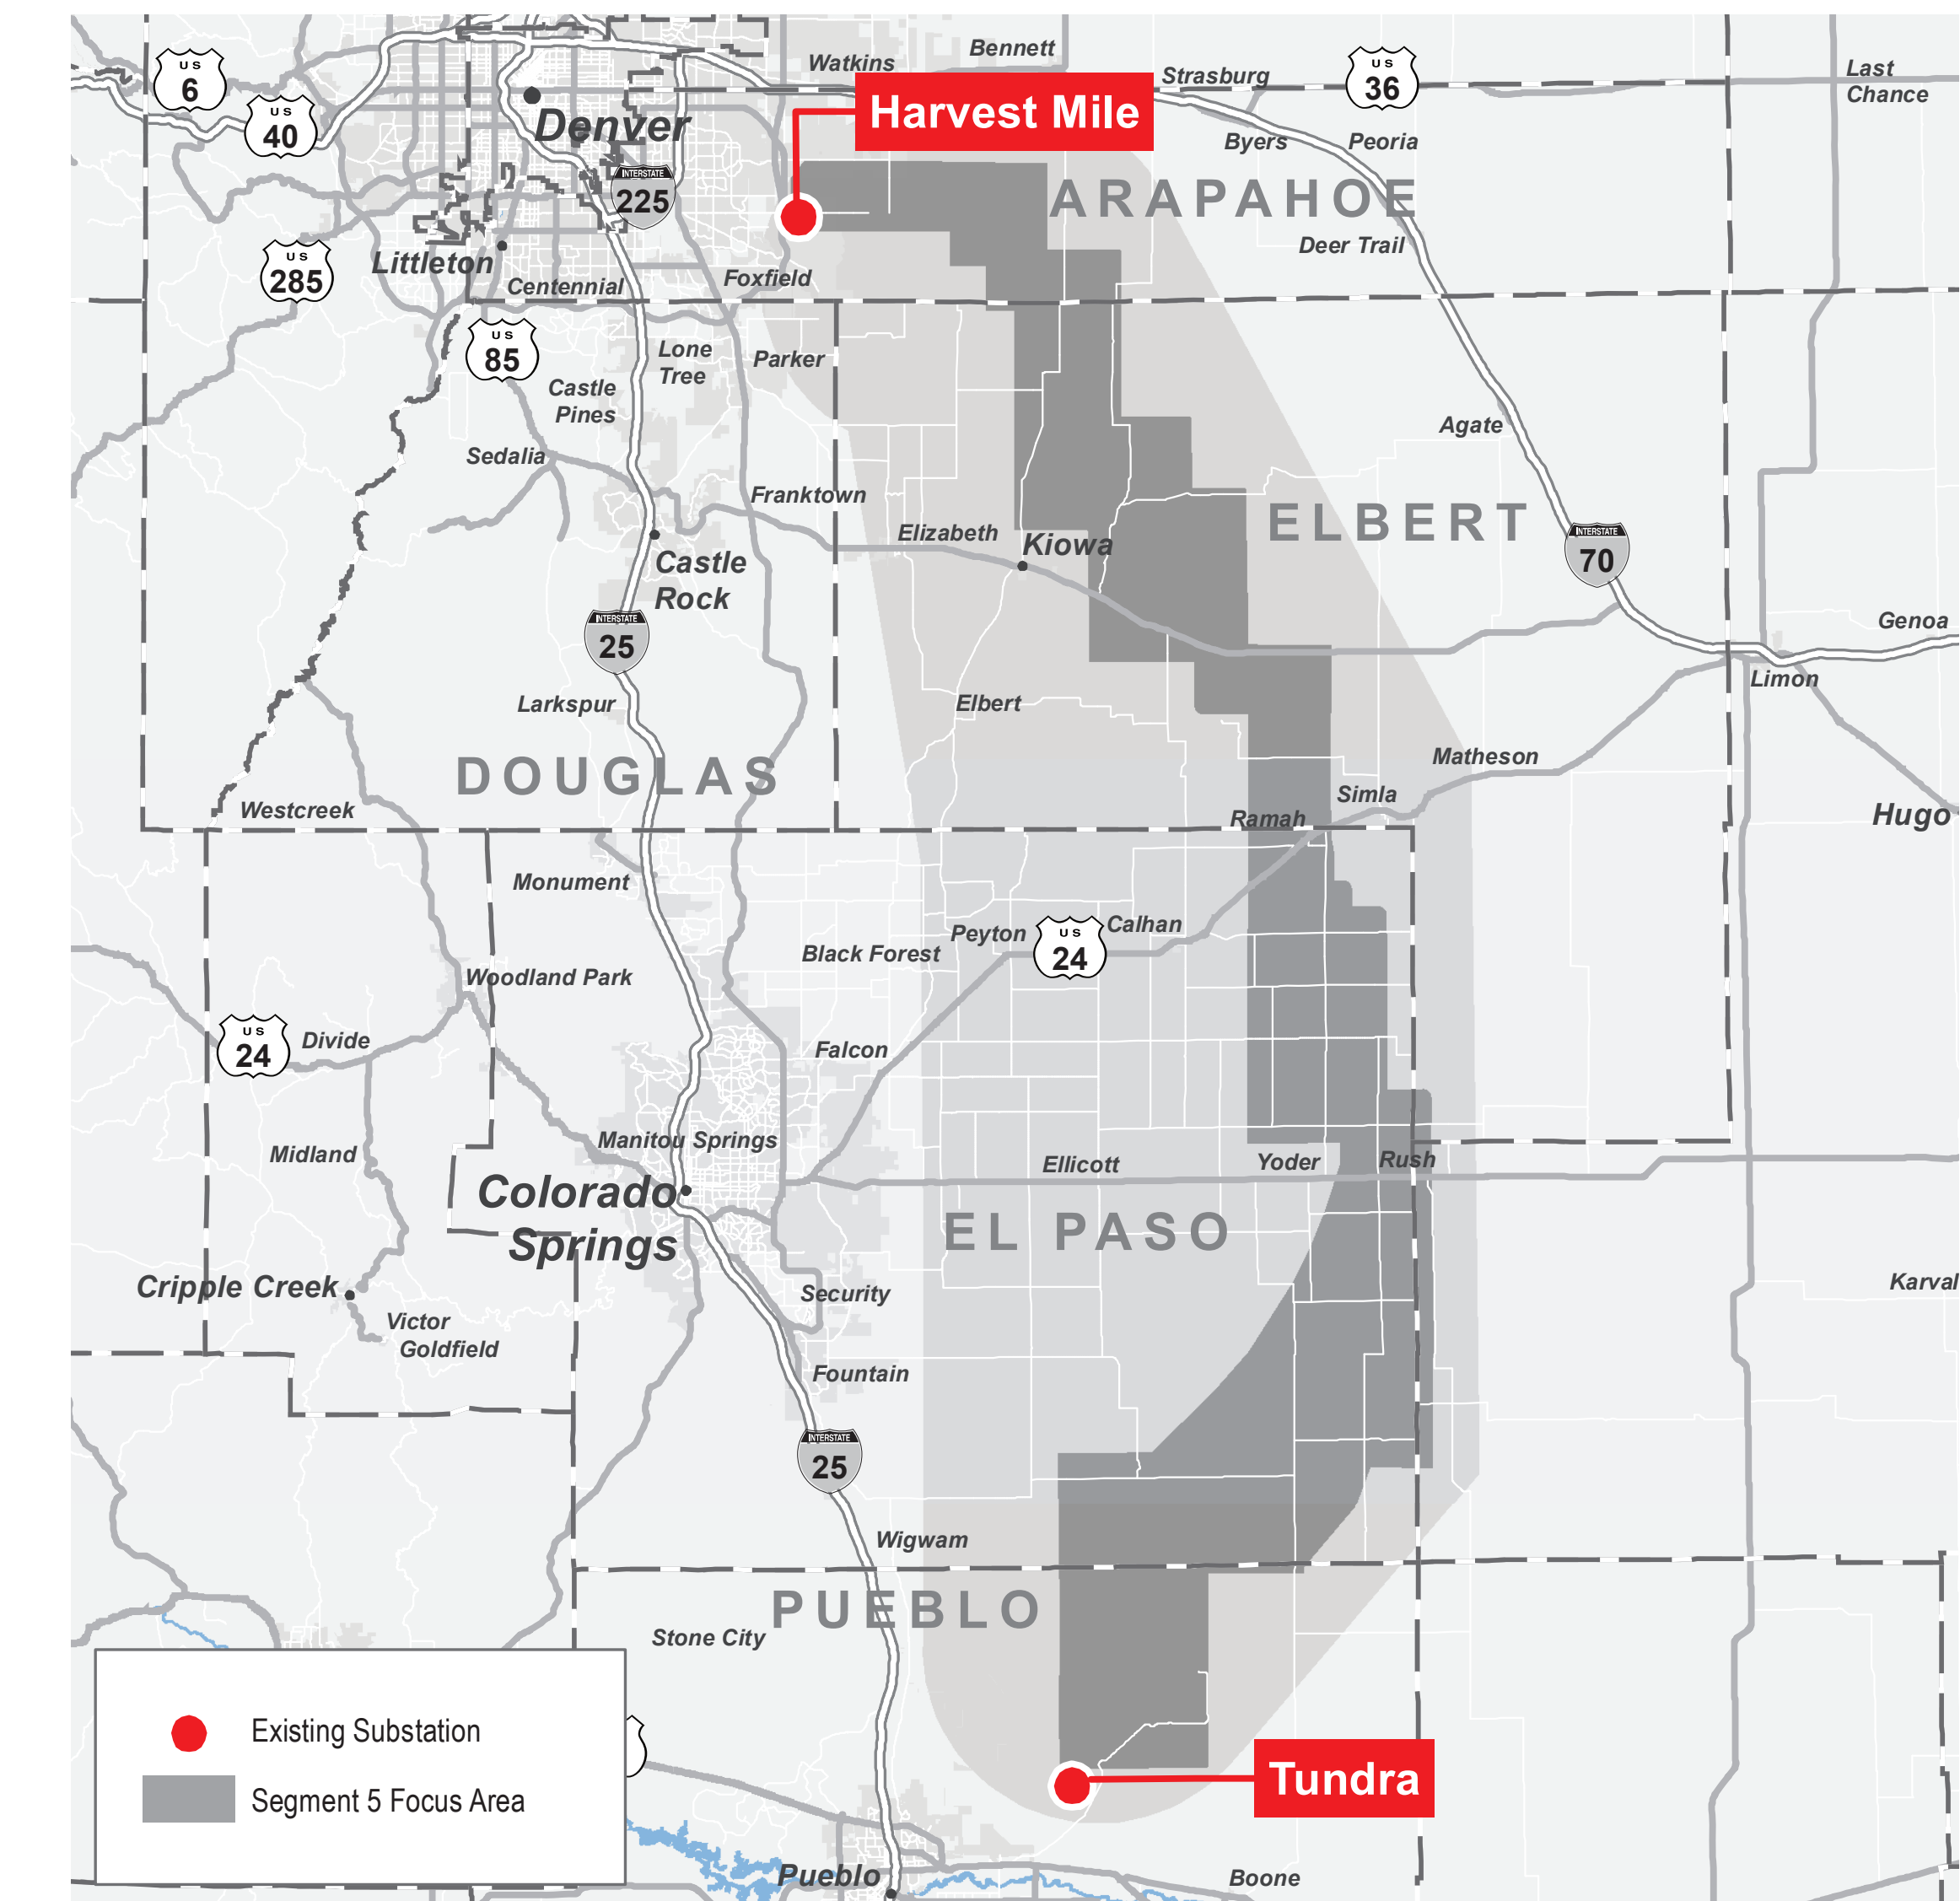 Bennett
Watkins
Strasburg
US
36
Last
Chance
US
6
US
40
Harvest Mile
Denver
Byers
Peoria
INTERSTATE
225
ARAPAHOE
Deer Trail
US
285
Littleton
Centennial
Foxfield
US
85
Lone
Tree
Parker
Castle
Pines
Agate
Sedalia
Franktown
Elizabeth
Kiowa
ELBERT
INTERSTATE
70
Castle
Rock
INTERSTATE
25
Genoa
Limon
Larkspur
Elbert
DOUGLAS
Matheson
Simla
Westcreek
Ramah
Hugo
Monument
Peyton
US
24
Calhan
Black Forest
Woodland Park
US
24
Divide
Falcon
Manitou Springs
Midland
Ellicott
Yoder
Rush
Colorado
Springs
EL PASO
Cripple Creek
Security
Karval
Victor
Goldfield
Fountain
INTERSTATE
25
Wigwam
PUEBLO
Stone City
Existing Substation
Segment 5 Focus Area
Tundra
Pueblo
Boone